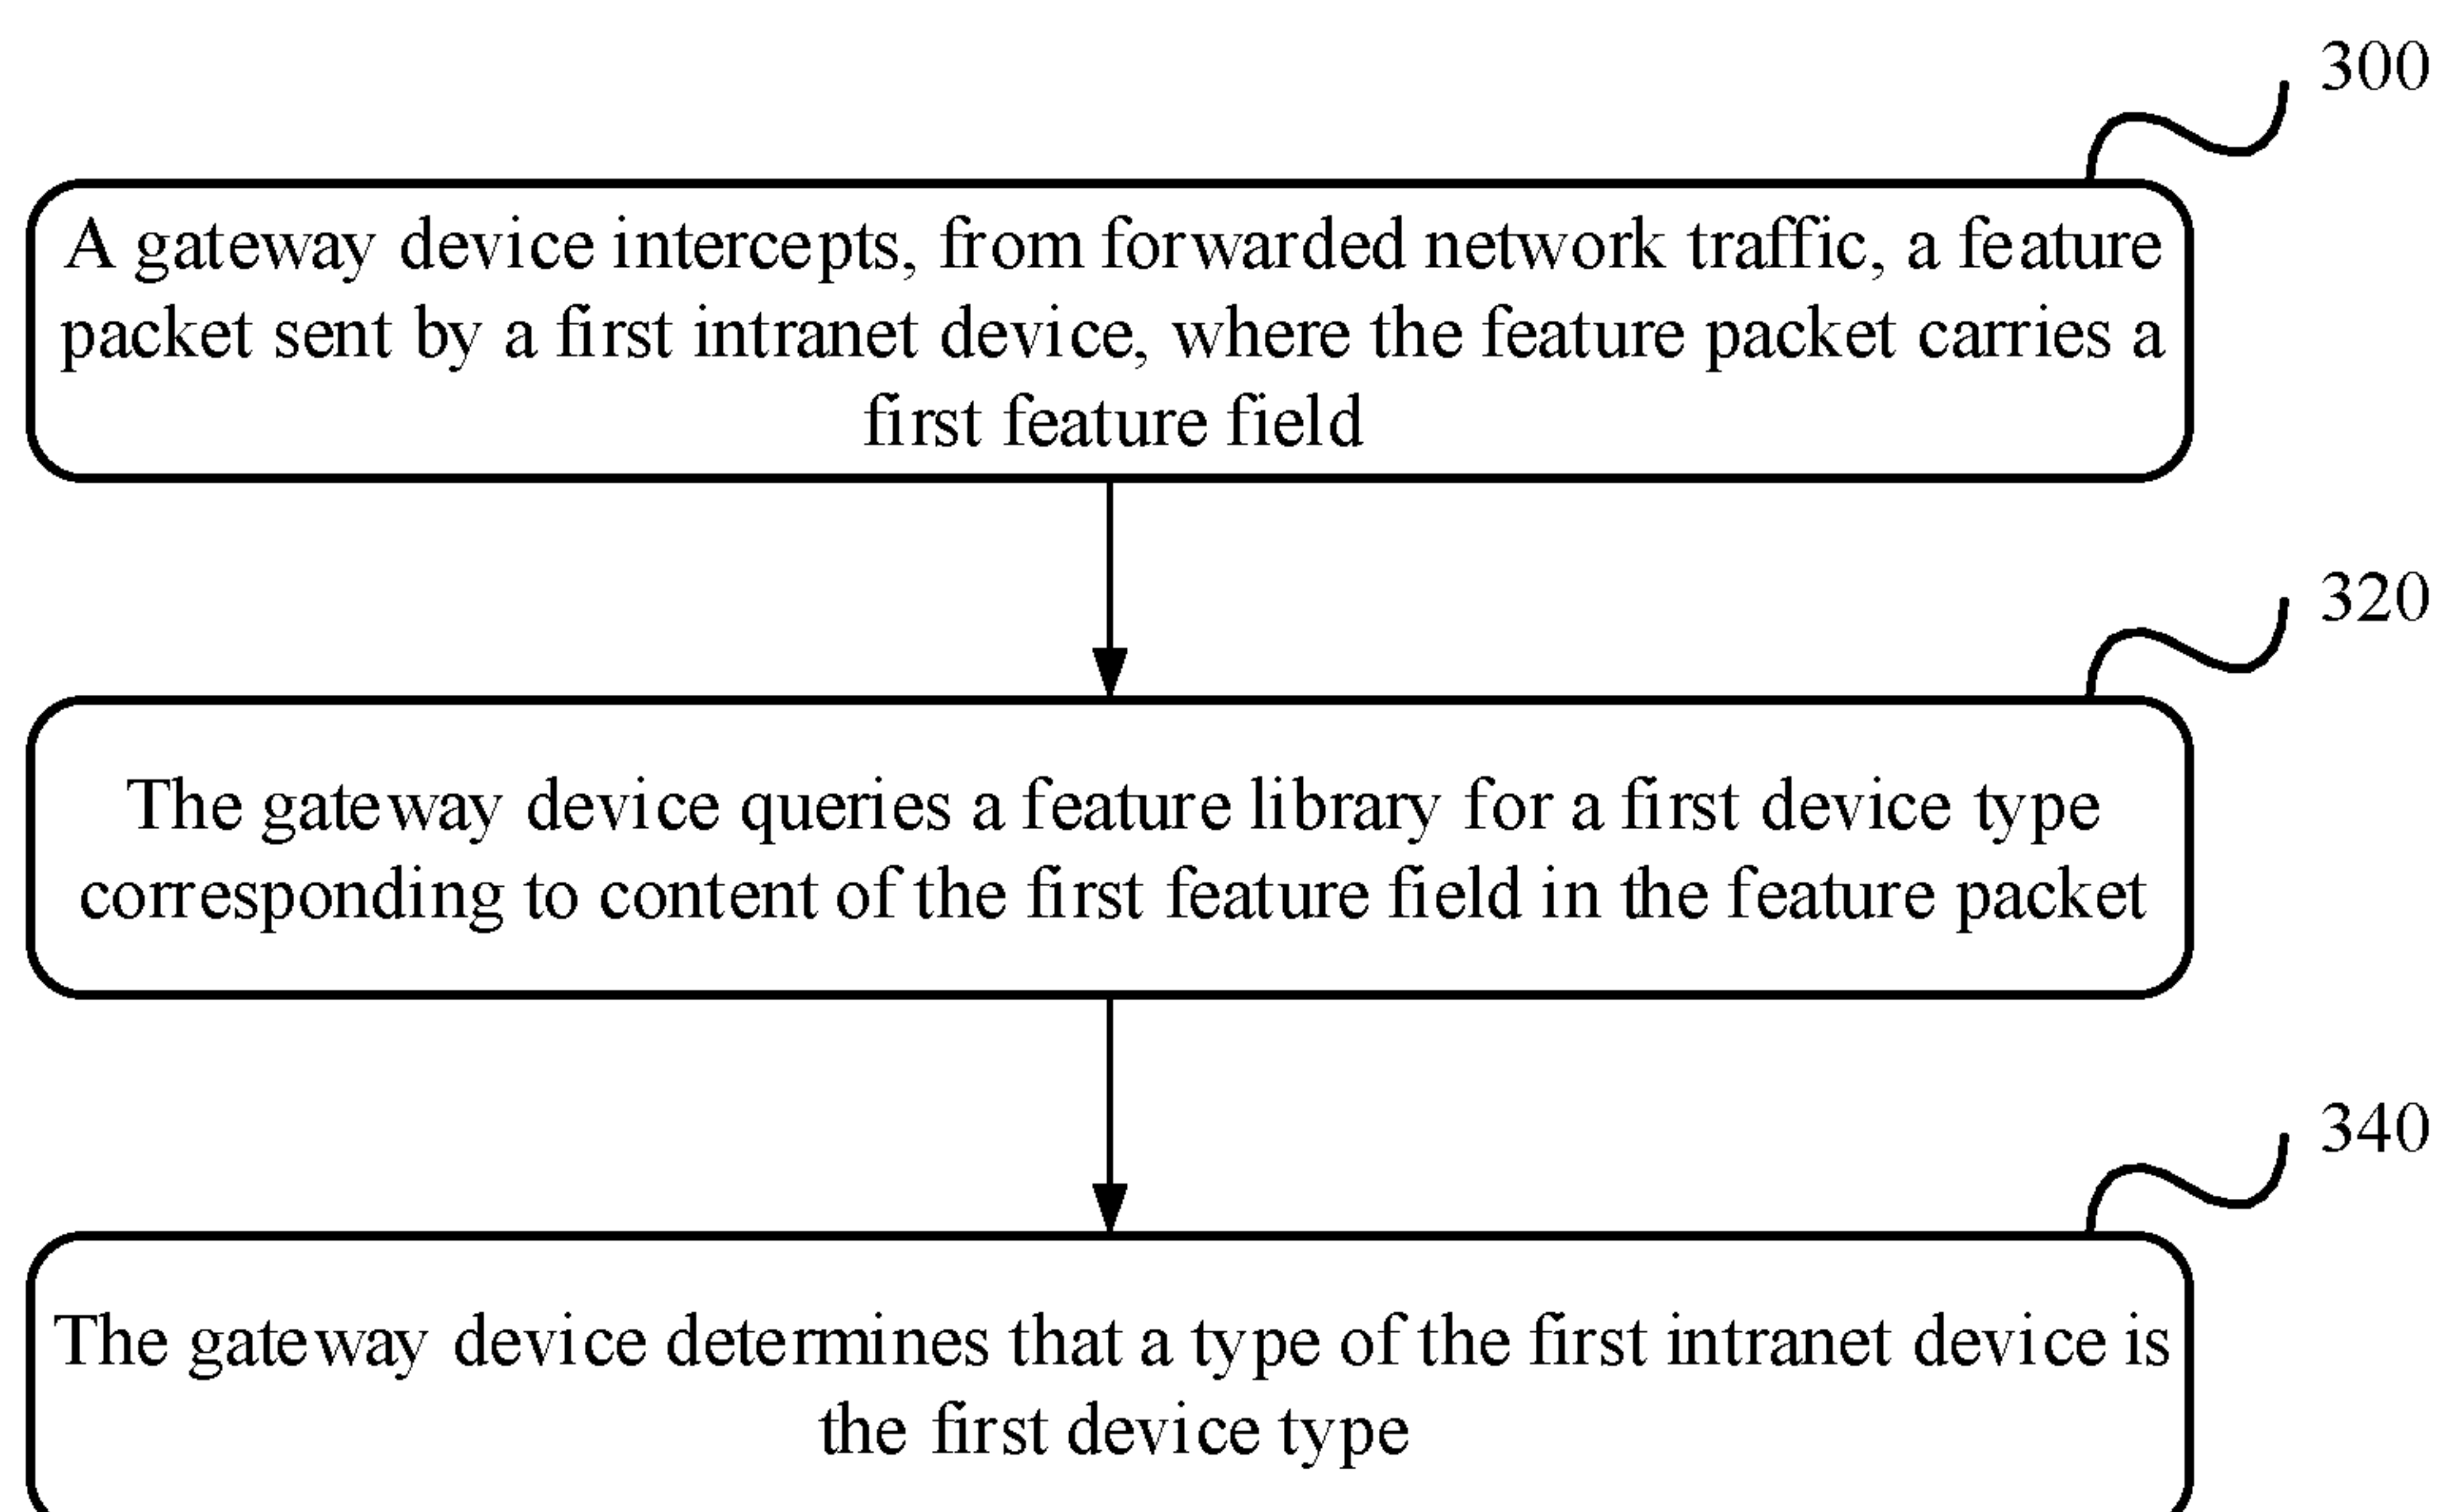 300
A gateway device intercepts, from forwarded network traffic, a feature
packet sent by a first intranet device, where the feature packet carries a
first feature field
320
The gateway device queries a feature library for a first device type
corresponding to content of the first feature field in the feature packet
340
The gateway device determines that a type of the first intranet device is
the first device type